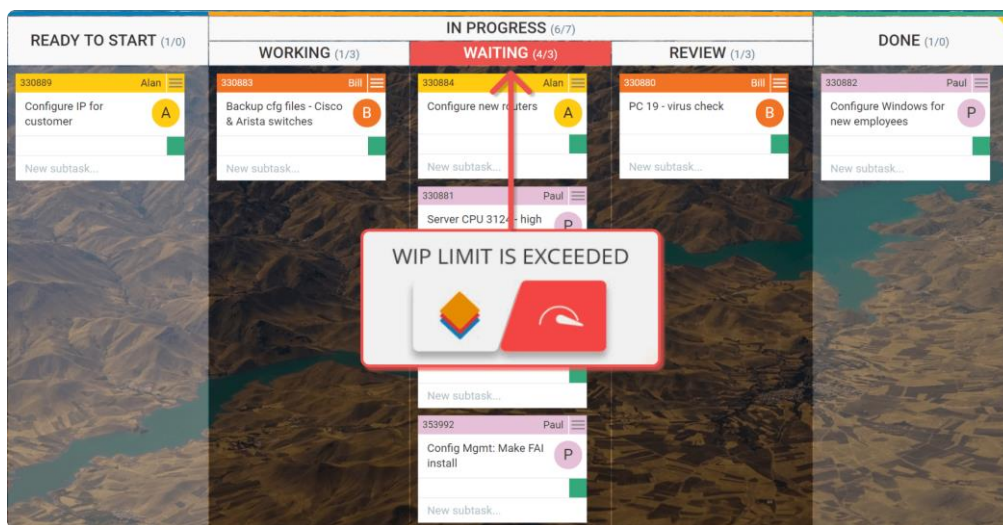 READY TO START (1/0)
IN PROGRESS (6/7)
WORKING (1/3)
WAITING (4/3)
REVIEW (1/3)
DONE (1/0)
330889 Alan
Configure IP for
customer
A
New subtask...
330883 Bill
Backup cfg files - Cisco
& Arista switches
B
New subtask...
330884 Alan
Configure new routers
A
New subtask...
330881 Paul
Server CPU 3124 - high
P
WIP LIMIT IS EXCEEDED
New subtask...
353992 Paul
Config Mgmt: Make FAI
install
P
New subtask...
330880 Bill
PC 19 - virus check
B
New subtask...
330882 Paul
Configure Windows for
new employees
P
New subtask...